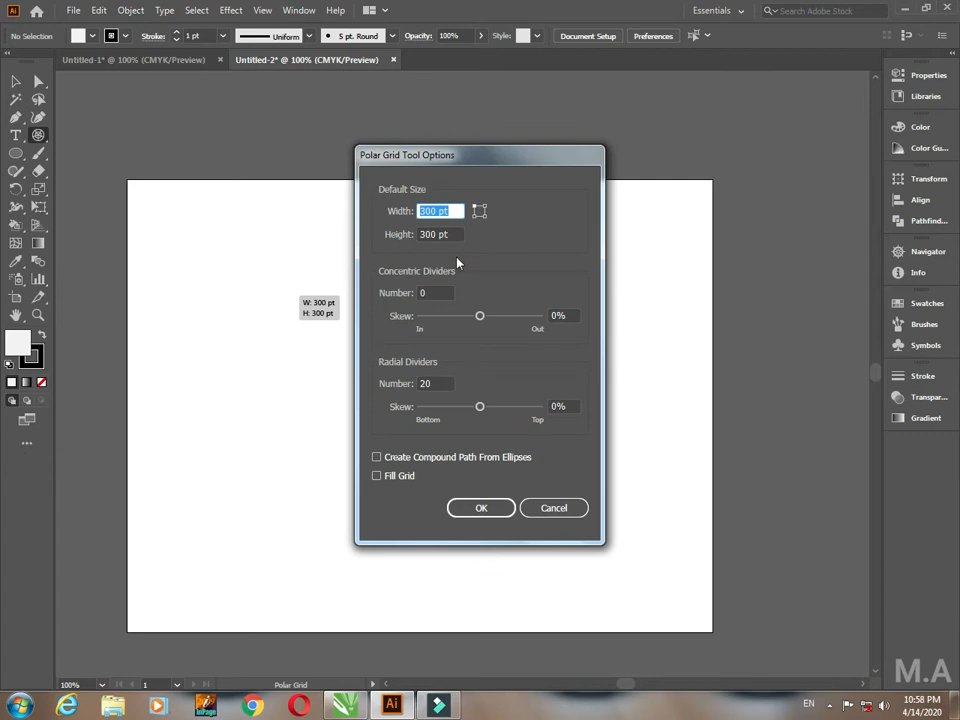 Ai
File Edit Object Type Select Effect View Window Help
Essentials
Search Adobe Stock
No Selection
Stroke: 1 pt
Uniform
5 pt. Round
Opacity: 100%
Style:
Document Setup
Preferences
Untitled-1* @ 100% (CMYK/Preview) ×
Untitled-2* @ 100% (CMYK/Preview) ×
Polar Grid Tool Options
Default Size
Width: 300 pt
Height: 300 pt
Concentric Dividers
Number: 0
Skew: 0%
In Out
Radial Dividers
Number: 20
Skew: 0%
Bottom Top
Create Compound Path From Ellipses
Fill Grid
OK Cancel
W: 300 pt
H: 300 pt
Properties
Libraries
Color
Color Gu...
Transform
Align
Pathfin...
Navigator
Info
Swatches
Brushes
Symbols
Stroke
Transpar...
Gradient
100% 1 Polar Grid
M.A
InPage
Ai
EN
10:58 PM
4/14/2020